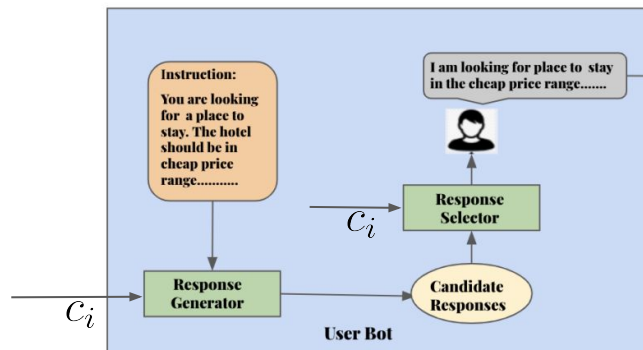 Instruction:
You are looking
for a place to
stay. The hotel
should be in
cheap price
range...........
I am looking for place to stay
in the cheap price range.......
Response
Selector
c_i
Response
Generator
c_i
Candidate
Responses
User Bot